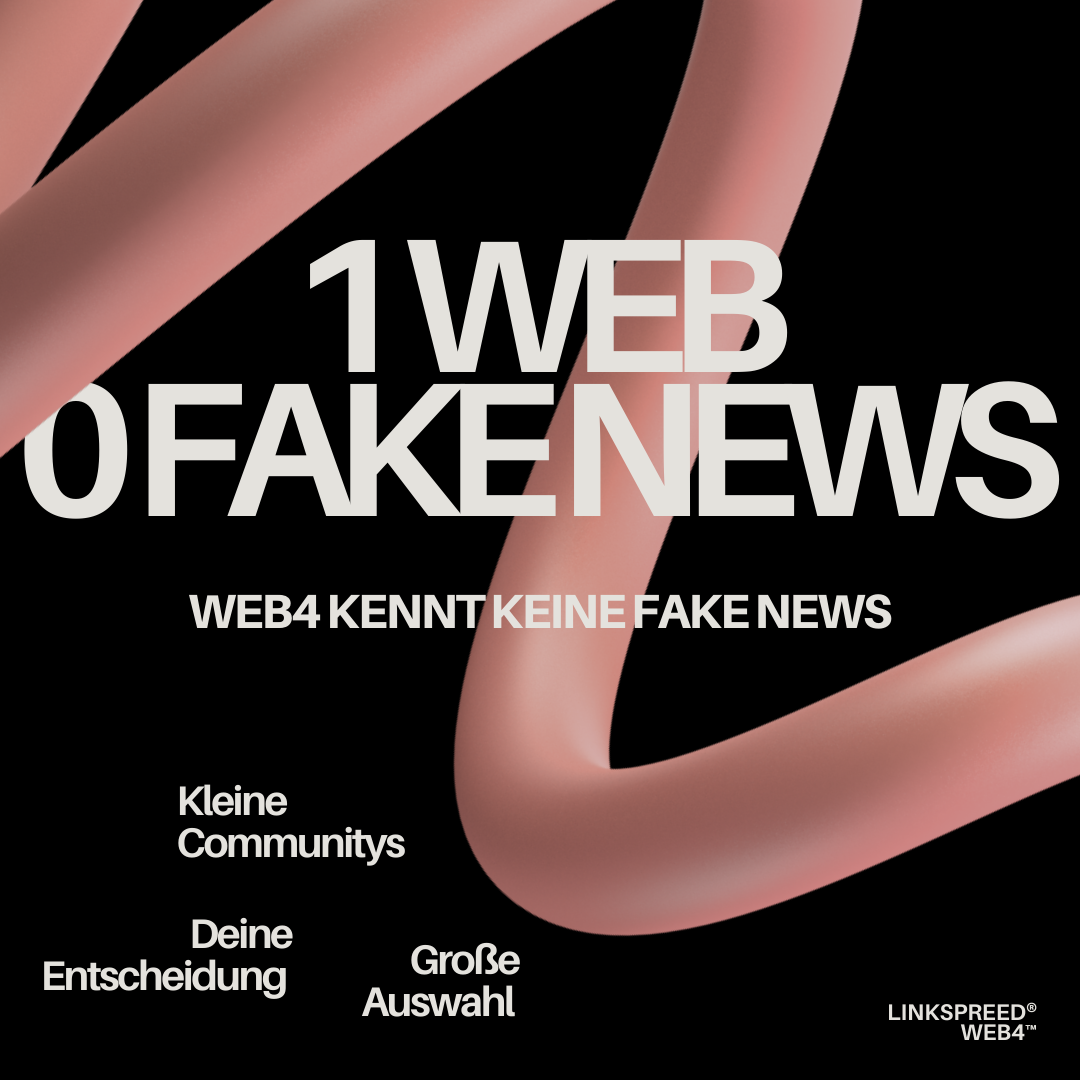 1 WEB
0 FAKE NEWS
WEB4 KENNT KEINE FAKE NEWS
Kleine
Communitys
Deine
Entscheidung
Große
Auswahl
LINKSPREED®
WEB4™